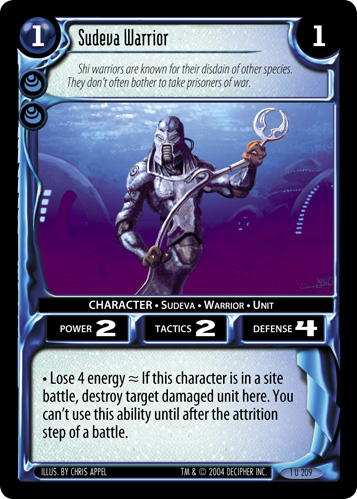 1 Sudeva Warrior 1
Shi warriors are known for their disdain of other species.
They don't often bother to take prisoners of war.
CHARACTER • SUDEVA • WARRIOR • UNIT
POWER 2 TACTICS 2 DEFENSE 4
• Lose 4 energy ≈ If this character is in a site
battle, destroy target damaged unit here. You
can't use this ability until after the attrition
step of a battle.
ILLUS. BY CHRIS APPEL TM & © 2004 DECIPHER INC. 1 U 209